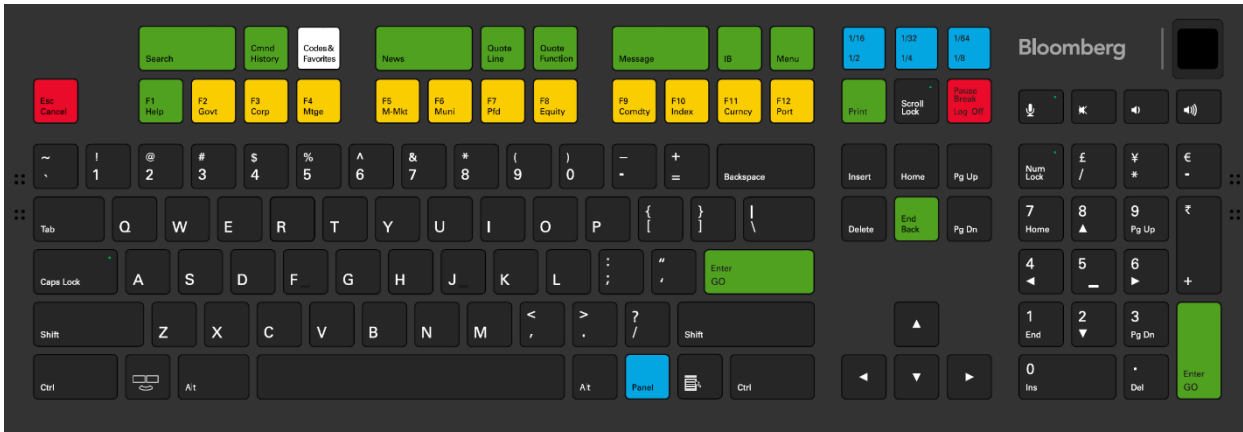 Search
Cmnd
History
Codes &
Favorites
News
Quote
Line
Quote
Function
Message
IB
Menu
1/16
1/2
1/32
1/4
1/64
1/8
Bloomberg
Esc
Cancel
F1
Help
F2
Govt
F3
Corp
F4
Mtge
F5
M-Mkt
F6
Muni
F7
Pfd
F8
Equity
F9
Comdty
F10
Index
F11
Curncy
F12
Port
Print
Scroll
Lock
Pause
Break
Log Off
~
`
!
1
@
2
#
3
$
4
%
5
^
6
&
7
*
8
(
9
)
0
–
-
+
=
Backspace
Insert
Home
Pg Up
Num
Lock
£
/
¥
*
€
-
Tab
Q
W
E
R
T
Y
U
I
O
P
{
[
}
]
|
\
Delete
End
Back
Pg Dn
7
Home
8
▲
9
Pg Up
₹
+
Caps Lock
A
S
D
F
G
H
J
K
L
:
;
"
'
Enter
GO
4
◄
5
6
►
Shift
Z
X
C
V
B
N
M
<
,
>
.
?
/
Shift
▲
1
End
2
▼
3
Pg Dn
Enter
GO
Ctrl
Alt
Alt
Panel
Ctrl
◄
▼
►
0
Ins
.
Del